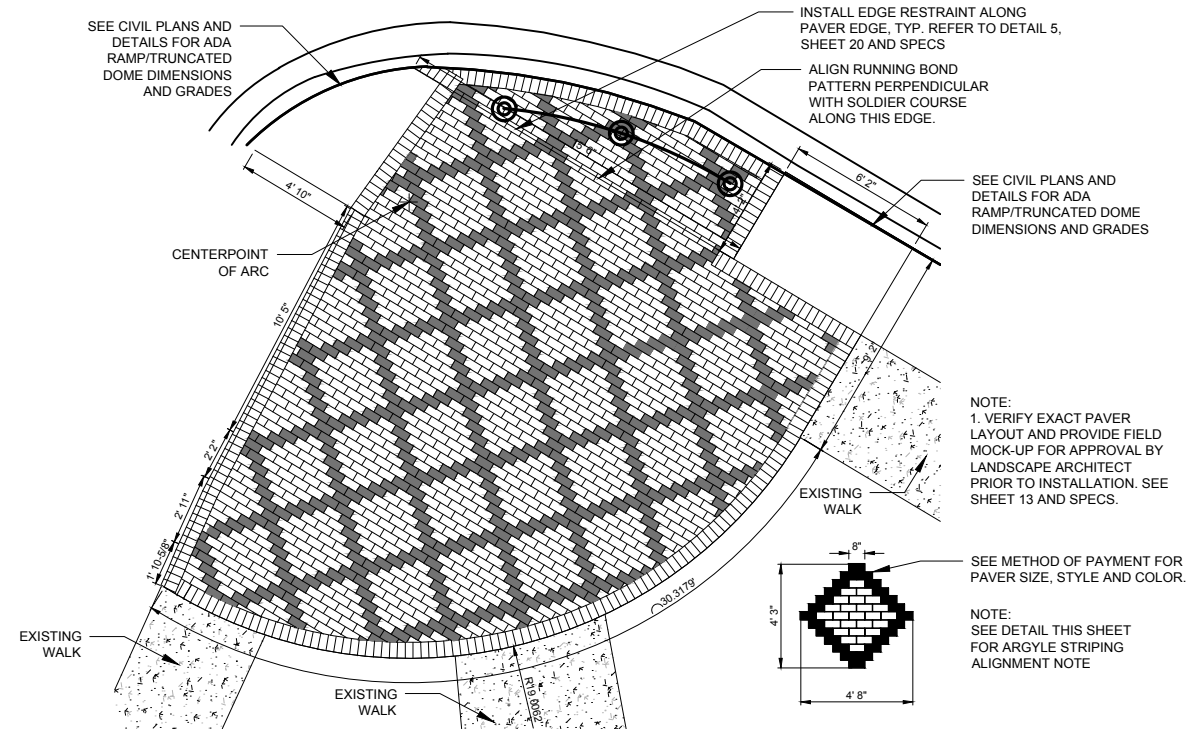 SEE CIVIL PLANS AND
DETAILS FOR ADA
RAMP/TRUNCATED
DOME DIMENSIONS
AND GRADES
INSTALL EDGE RESTRAINT ALONG
PAVER EDGE, TYP. REFER TO DETAIL 5,
SHEET 20 AND SPECS
ALIGN RUNNING BOND
PATTERN PERPENDICULAR
WITH SOLDIER COURSE
ALONG THIS EDGE.
6' 2"
SEE CIVIL PLANS AND
DETAILS FOR ADA
RAMP/TRUNCATED DOME
DIMENSIONS AND GRADES
4' 10"
4' 2"
CENTERPOINT
OF ARC
10' 5"
9' 2"
NOTE:
1. VERIFY EXACT PAVER
LAYOUT AND PROVIDE FIELD
MOCK-UP FOR APPROVAL BY
LANDSCAPE ARCHITECT
PRIOR TO INSTALLATION. SEE
SHEET 13 AND SPECS.
2' 2"
2' 11"
1' 10-5/8"
EXISTING
WALK
8"
SEE METHOD OF PAYMENT FOR
PAVER SIZE, STYLE AND COLOR.
4' 3"
NOTE:
SEE DETAIL THIS SHEET
FOR ARGYLE STRIPING
ALIGNMENT NOTE
4' 8"
30.3179'
EXISTING
WALK
EXISTING
WALK
R19.0062'